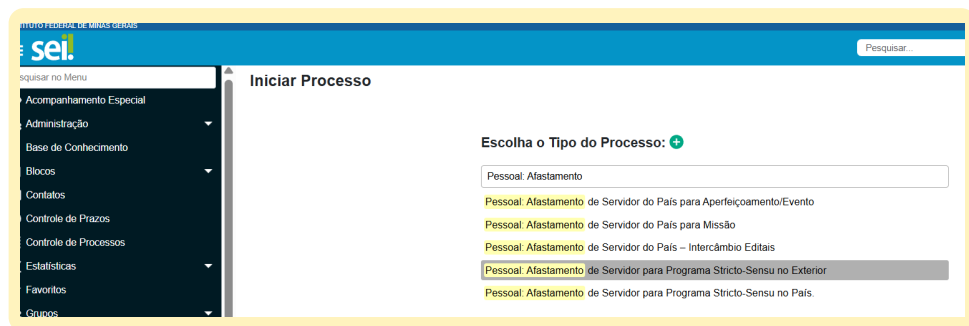 TUTO FEDERAL DE MINAS GERAIS
sei!
Pesquisar...
squisar no Menu
Acompanhamento Especial
Administração
Base de Conhecimento
Blocos
Contatos
Controle de Prazos
Controle de Processos
Estatísticas
Favoritos
Grupos
Iniciar Processo
Escolha o Tipo do Processo:
Pessoal: Afastamento
Pessoal: Afastamento de Servidor do País para Aperfeiçoamento/Evento
Pessoal: Afastamento de Servidor do País para Missão
Pessoal: Afastamento de Servidor do País – Intercâmbio Editais
Pessoal: Afastamento de Servidor para Programa Stricto-Sensu no Exterior
Pessoal: Afastamento de Servidor para Programa Stricto-Sensu no País.